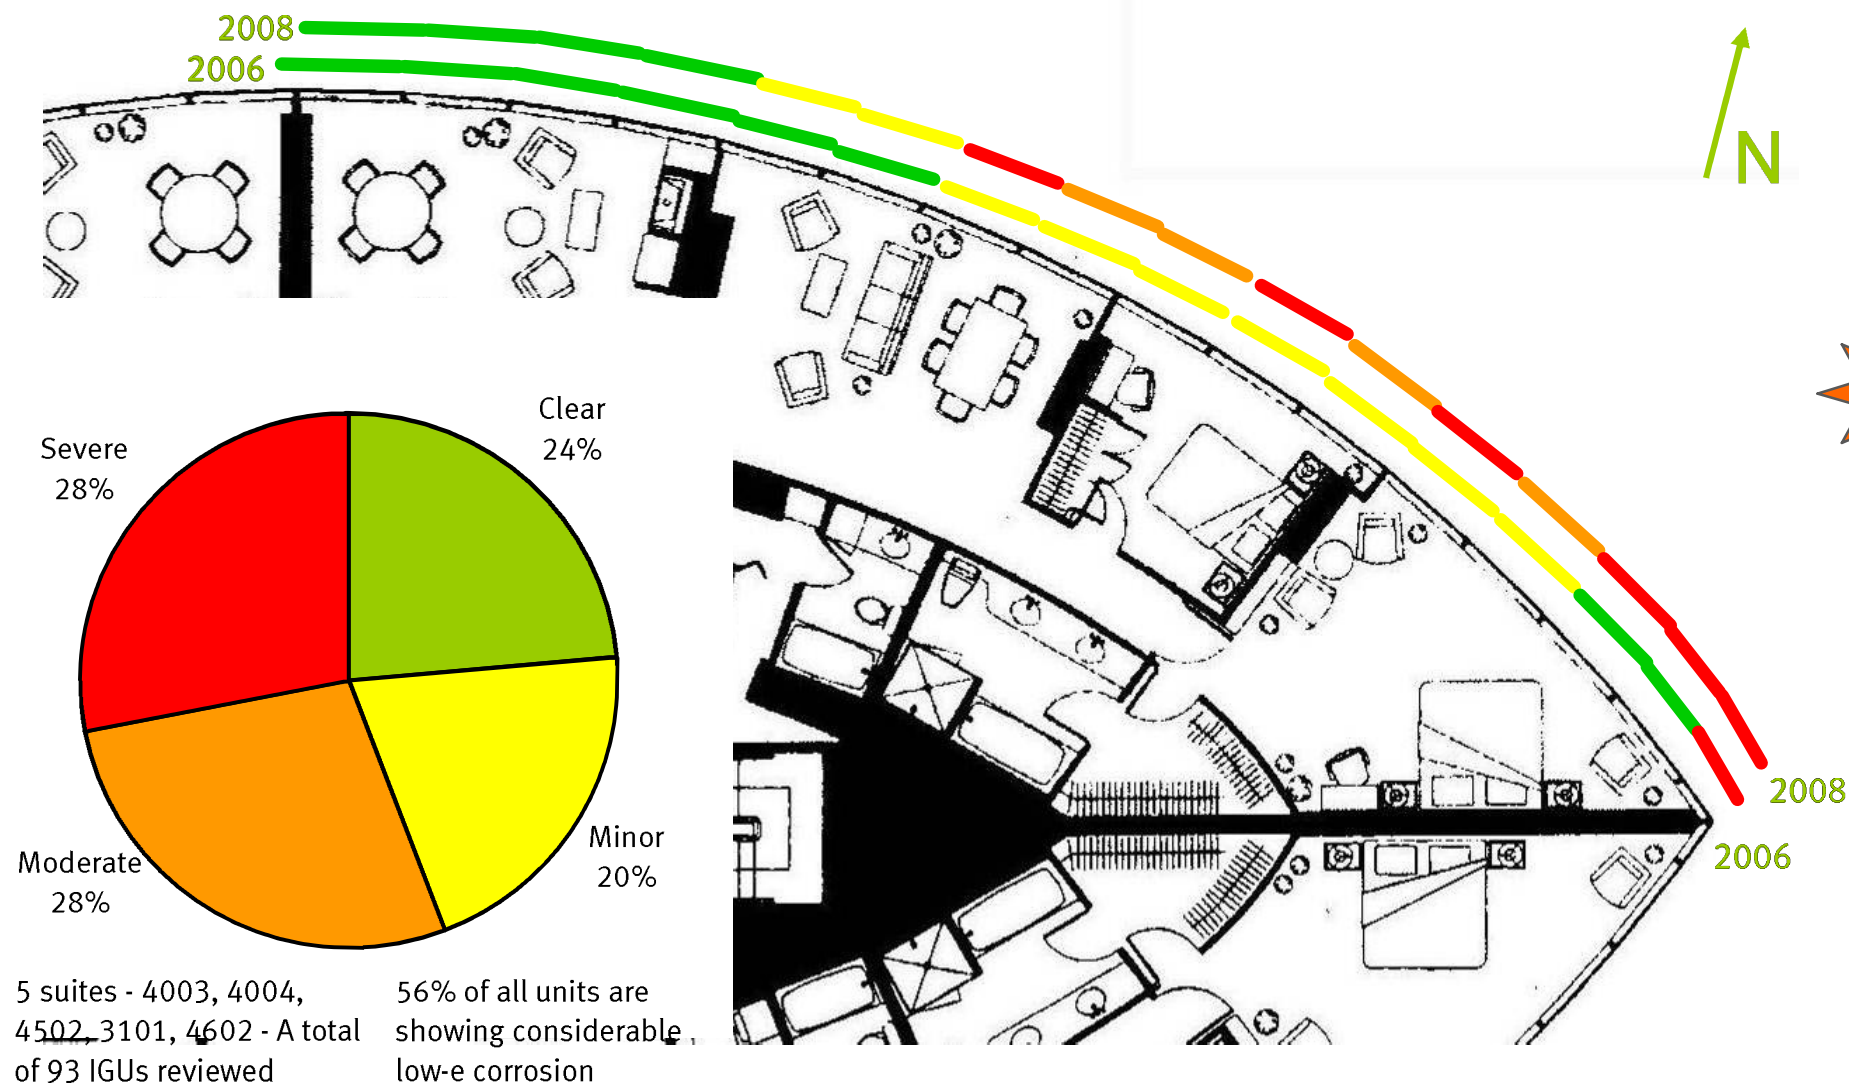 2008
2006
N
Clear
24%
Severe
28%
Minor
20%
Moderate
28%
2008
2006
5 suites - 4003, 4004,
4502, 3101, 4602 - A total
of 93 IGUs reviewed
56% of all units are
showing considerable
low-e corrosion